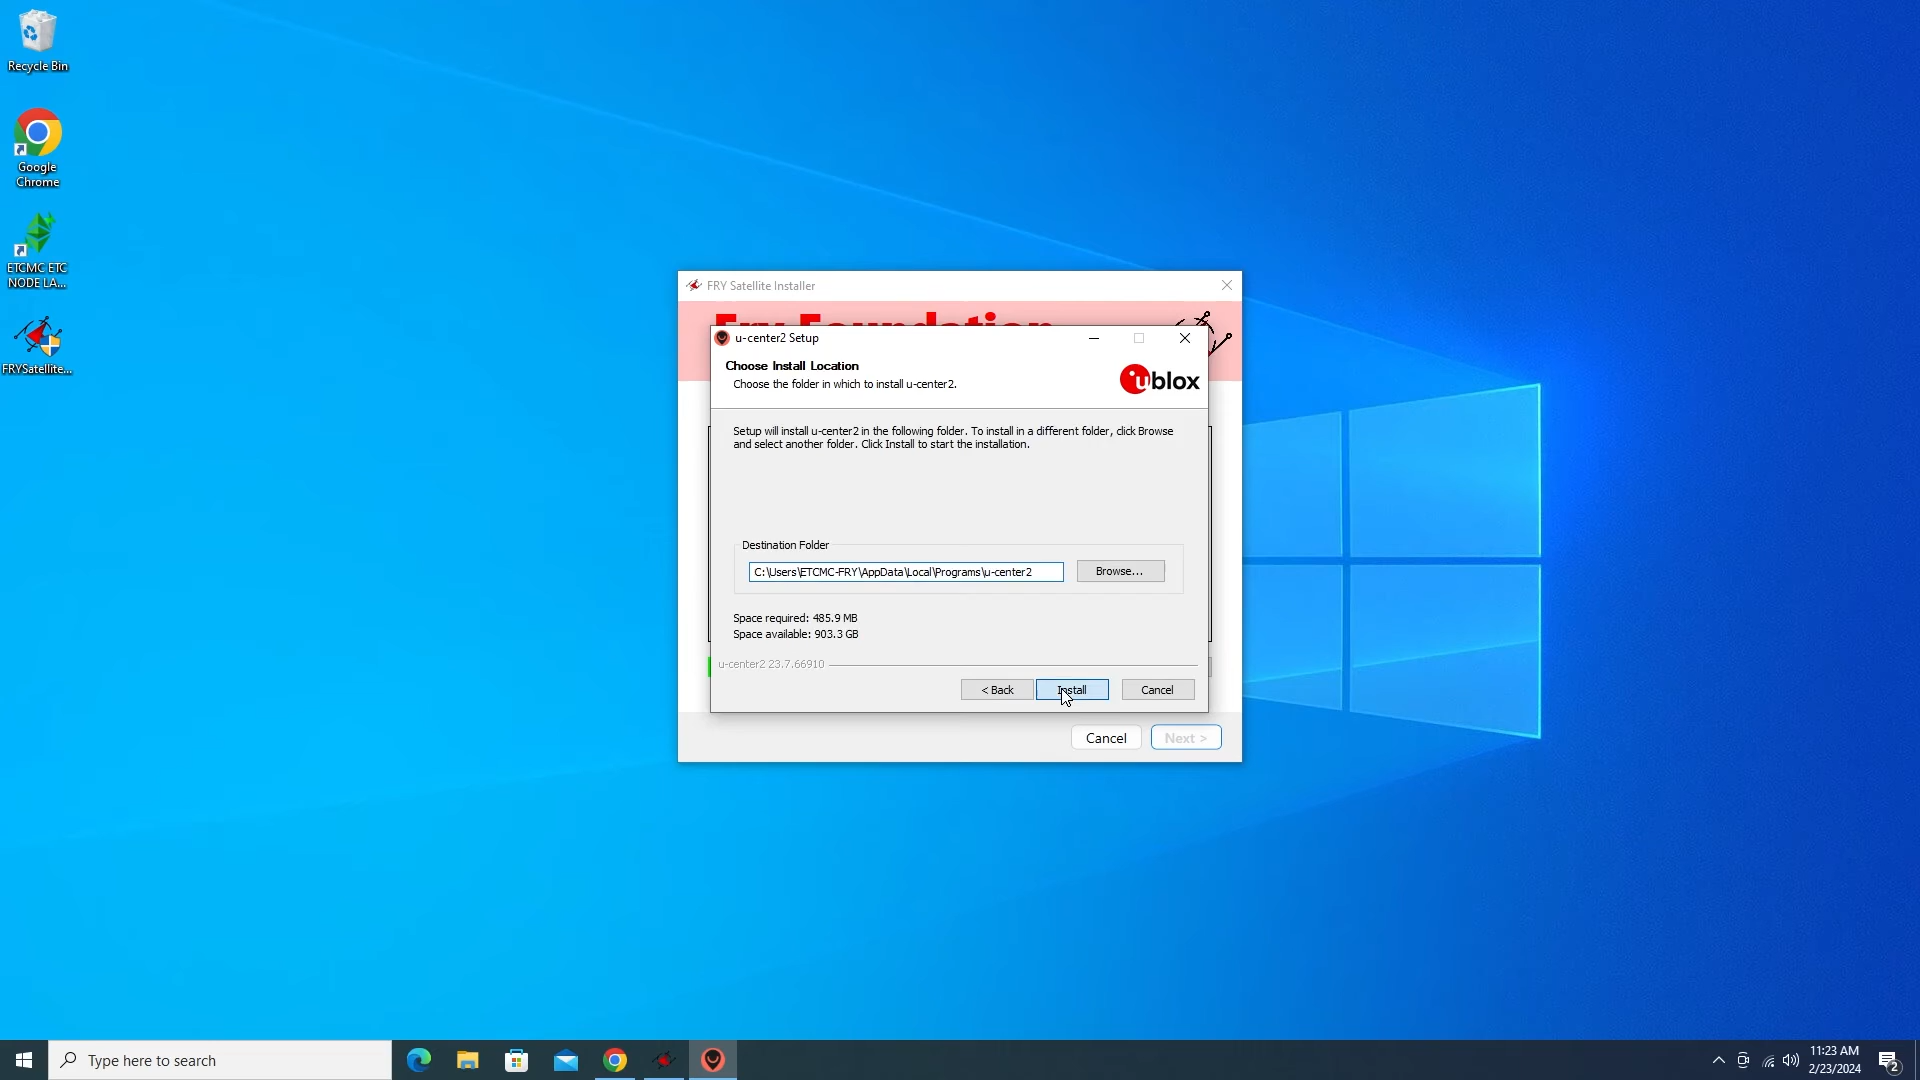 Recycle Bin
Google
Chrome
ETCMC ETC
NODE LA...
FRYSatellite...
FRY Satellite Installer
Fry Foundation
u-center2 Setup
Choose Install Location
Choose the folder in which to install u-center2.
ublox
Setup will install u-center2 in the following folder. To install in a different folder, click Browse
and select another folder. Click Install to start the installation.
Destination Folder
C:\Users\ETCMC-FRY\AppData\Local\Programs\u-center2
Browse...
Space required: 485.9 MB
Space available: 903.3 GB
u-center2 23.7.66910
< Back
Install
Cancel
Cancel
Next >
Type here to search
11:23 AM
2/23/2024
2